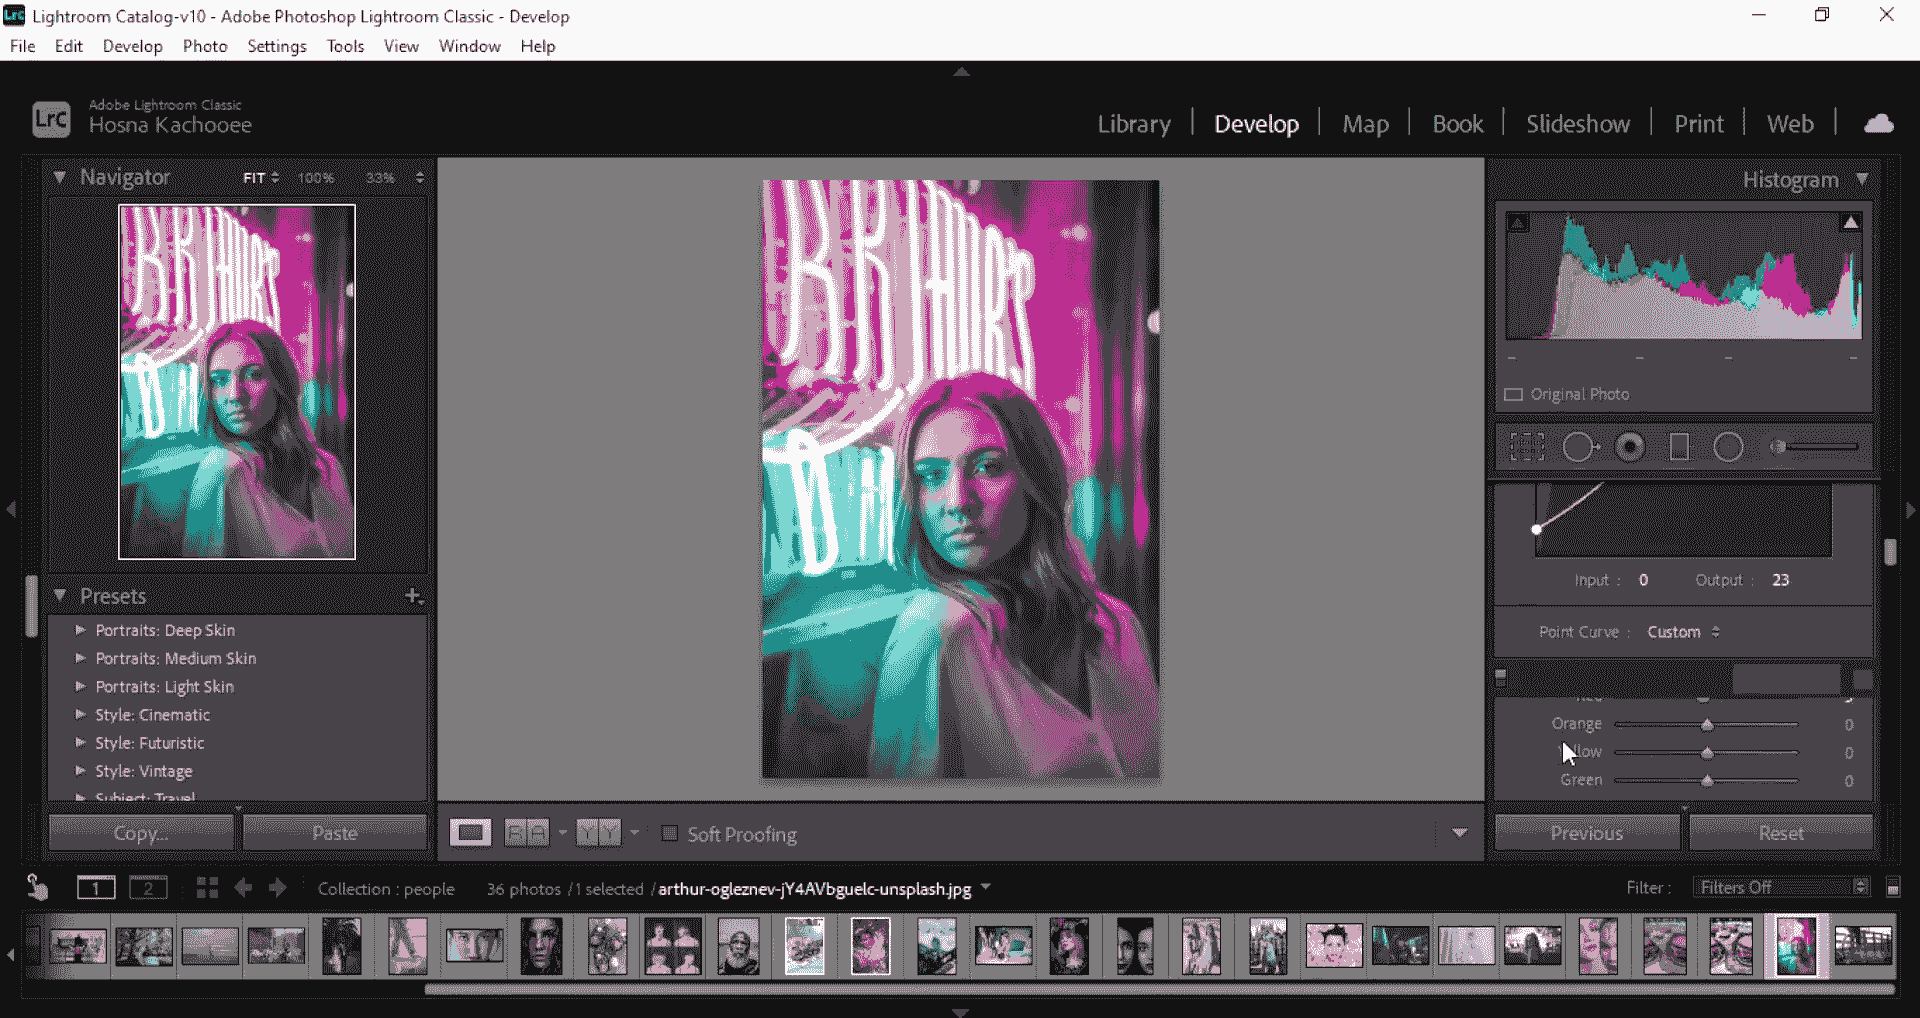 Lightroom Catalog-v10 - Adobe Photoshop Lightroom Classic - Develop
File Edit Develop Photo Settings Tools View Window Help
LrC
Adobe Lightroom Classic
Hosna Kachooee
Library | Develop | Map | Book | Slideshow | Print | Web |
Navigator FIT 100% 33%
Histogram
Original Photo
Input : 0 Output : 23
Point Curve : Custom
Presets
Portraits: Deep Skin
Portraits: Medium Skin
Portraits: Light Skin
Style: Cinematic
Style: Futuristic
Style: Vintage
Subject: Travel
Orange 0
Yellow 0
Green 0
Copy... Paste
R A Y Y Soft Proofing
Previous Reset
1 2 Collection : people 36 photos / 1 selected / arthur-ogleznev-jY4AVbguelc-unsplash.jpg
Filter : Filters Off